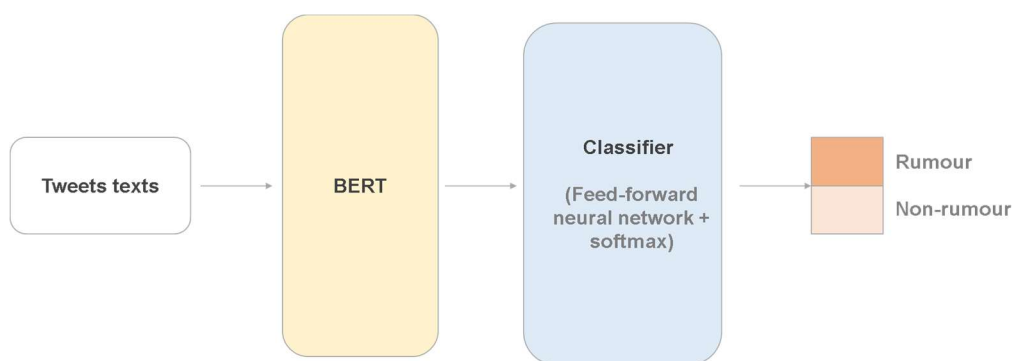 Tweets texts
BERT
Classifier
(Feed-forward
neural network +
softmax)
Rumour
Non-rumour